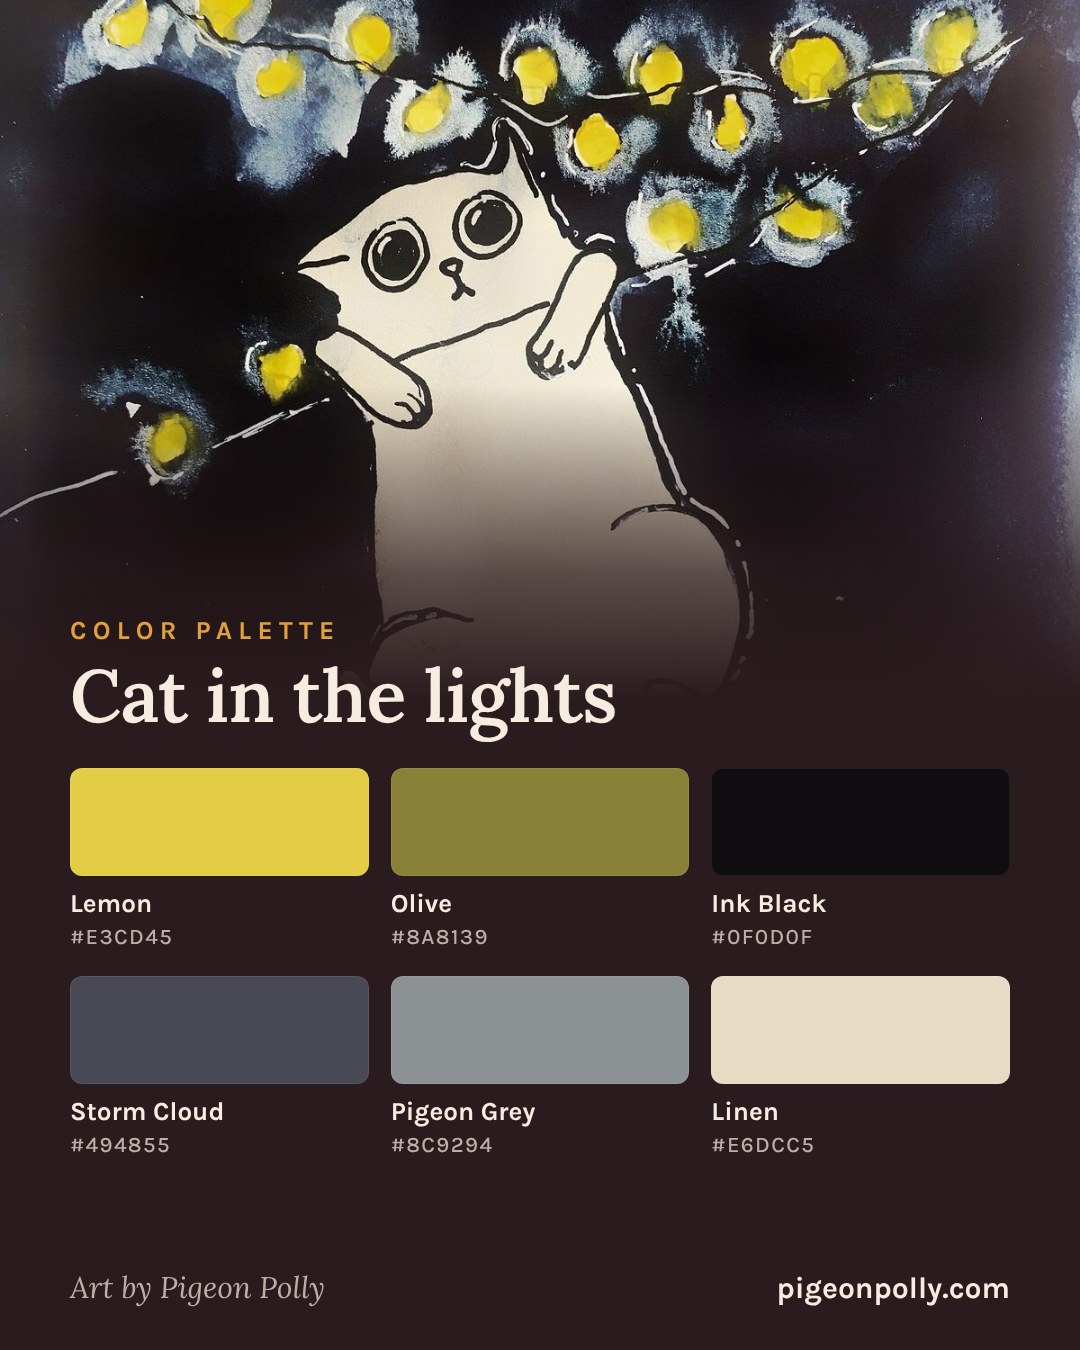 COLOR PALETTE
Cat in the lights
Lemon
#E3CD45
Olive
#8A8139
Ink Black
#0F0D0F
Storm Cloud
#494855
Pigeon Grey
#8C9294
Linen
#E6DCC5
Art by Pigeon Polly
pigeonpolly.com